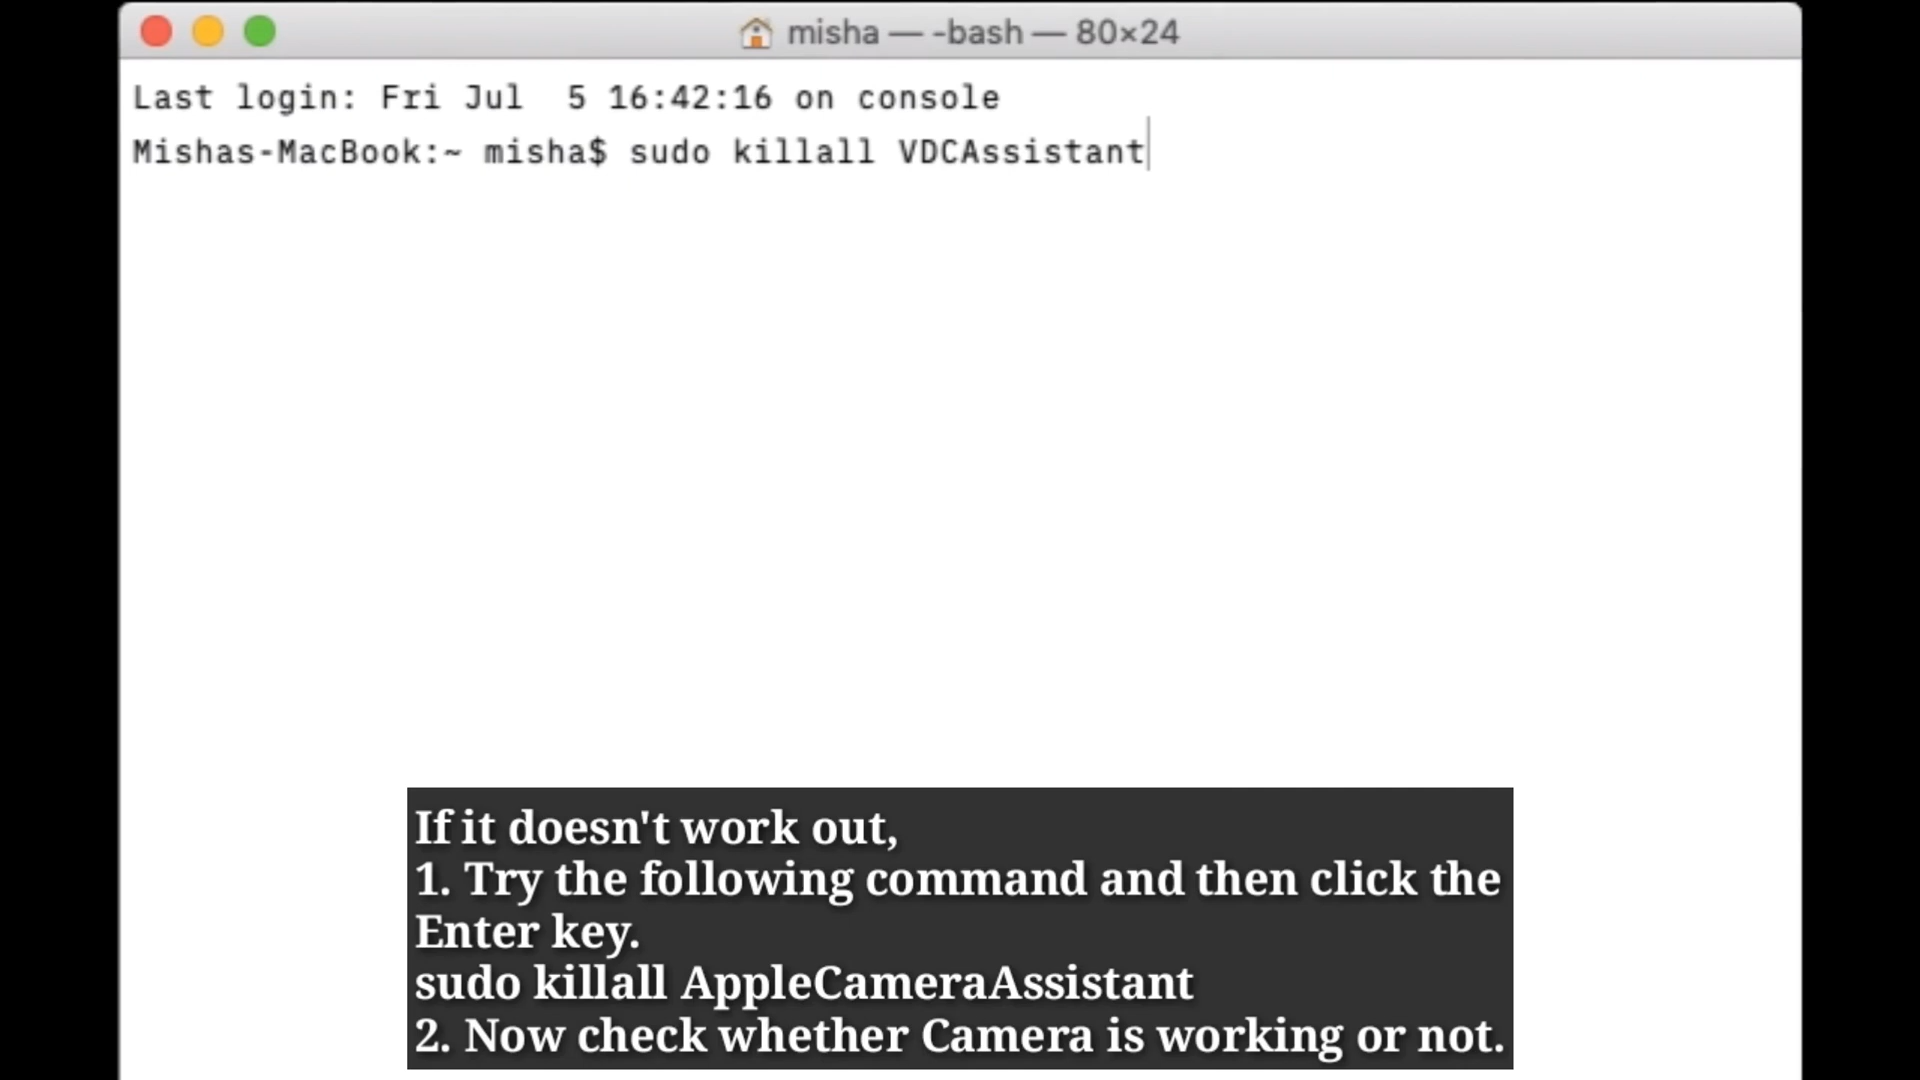 misha — -bash — 80×24
Last login: Fri Jul  5 16:42:16 on console
Mishas-MacBook:~ misha$ sudo killall VDCAssistant
If it doesn't work out,
1. Try the following command and then click the
Enter key.
sudo killall AppleCameraAssistant
2. Now check whether Camera is working or not.